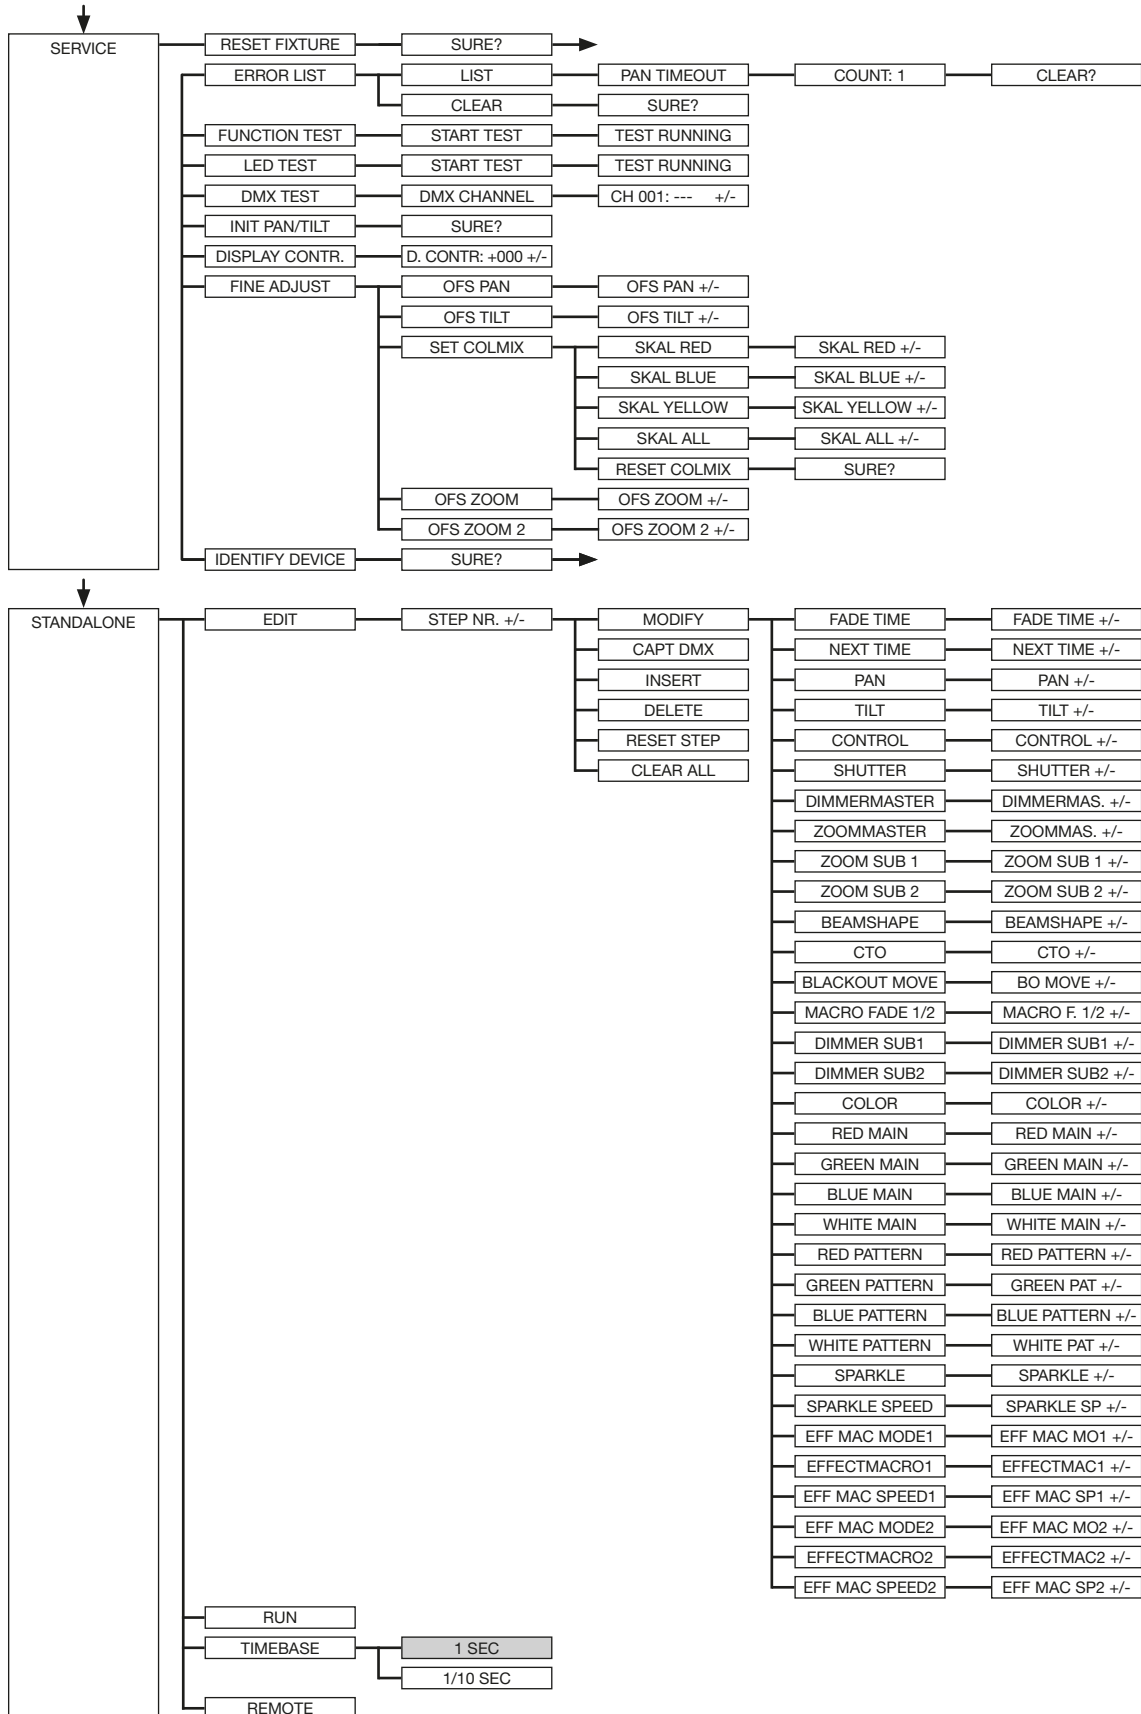 SERVICE RESET FIXTURE SURE?
ERROR LIST LIST PAN TIMEOUT COUNT: 1 CLEAR?
CLEAR SURE?
FUNCTION TEST START TEST TEST RUNNING
LED TEST START TEST TEST RUNNING
DMX TEST DMX CHANNEL CH 001: --- +/-
INIT PAN/TILT SURE?
DISPLAY CONTR. D. CONTR: +000 +/-
FINE ADJUST OFS PAN OFS PAN +/-
OFS TILT OFS TILT +/-
SET COLMIX SKAL RED SKAL RED +/-
SKAL BLUE SKAL BLUE +/-
SKAL YELLOW SKAL YELLOW +/-
SKAL ALL SKAL ALL +/-
RESET COLMIX SURE?
OFS ZOOM OFS ZOOM +/-
OFS ZOOM 2 OFS ZOOM 2 +/-
IDENTIFY DEVICE SURE?
STANDALONE EDIT STEP NR. +/- MODIFY FADE TIME FADE TIME +/-
CAPT DMX NEXT TIME NEXT TIME +/-
INSERT PAN PAN +/-
DELETE TILT TILT +/-
RESET STEP CONTROL CONTROL +/-
CLEAR ALL SHUTTER SHUTTER +/-
DIMMERMASTER DIMMERMAS. +/-
ZOOMMASTER ZOOMMAS. +/-
ZOOM SUB 1 ZOOM SUB 1 +/-
ZOOM SUB 2 ZOOM SUB 2 +/-
BEAMSHAPE BEAMSHAPE +/-
CTO CTO +/-
BLACKOUT MOVE BO MOVE +/-
MACRO FADE 1/2 MACRO F. 1/2 +/-
DIMMER SUB1 DIMMER SUB1 +/-
DIMMER SUB2 DIMMER SUB2 +/-
COLOR COLOR +/-
RED MAIN RED MAIN +/-
GREEN MAIN GREEN MAIN +/-
BLUE MAIN BLUE MAIN +/-
WHITE MAIN WHITE MAIN +/-
RED PATTERN RED PATTERN +/-
GREEN PATTERN GREEN PAT +/-
BLUE PATTERN BLUE PATTERN +/-
WHITE PATTERN WHITE PAT +/-
SPARKLE SPARKLE +/-
SPARKLE SPEED SPARKLE SP +/-
EFF MAC MODE1 EFF MAC MO1 +/-
EFFECTMACRO1 EFFECTMAC1 +/-
EFF MAC SPEED1 EFF MAC SP1 +/-
EFF MAC MODE2 EFF MAC MO2 +/-
EFFECTMACRO2 EFFECTMAC2 +/-
EFF MAC SPEED2 EFF MAC SP2 +/-
RUN
TIMEBASE 1 SEC
1/10 SEC
REMOTE